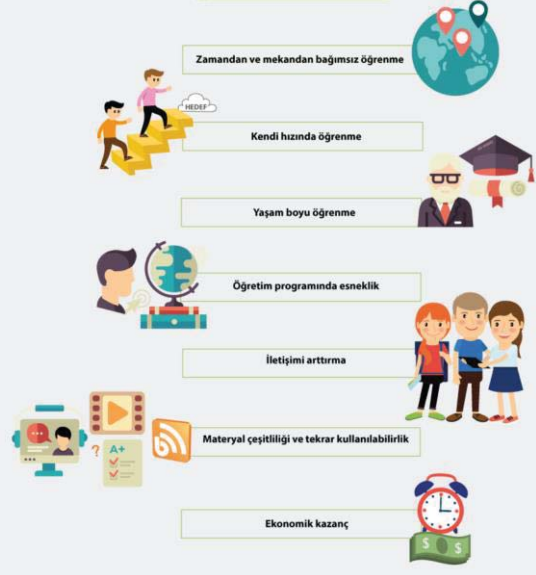 Zamandan ve mekandan bağımsız öğrenme
HEDEF
Kendi hızında öğrenme
Yaşam boyu öğrenme
Öğretim programında esneklik
İletişimi arttırma
? A+
Materyal çeşitliliği ve tekrar kullanılabilirlik
Ekonomik kazanç
$ $